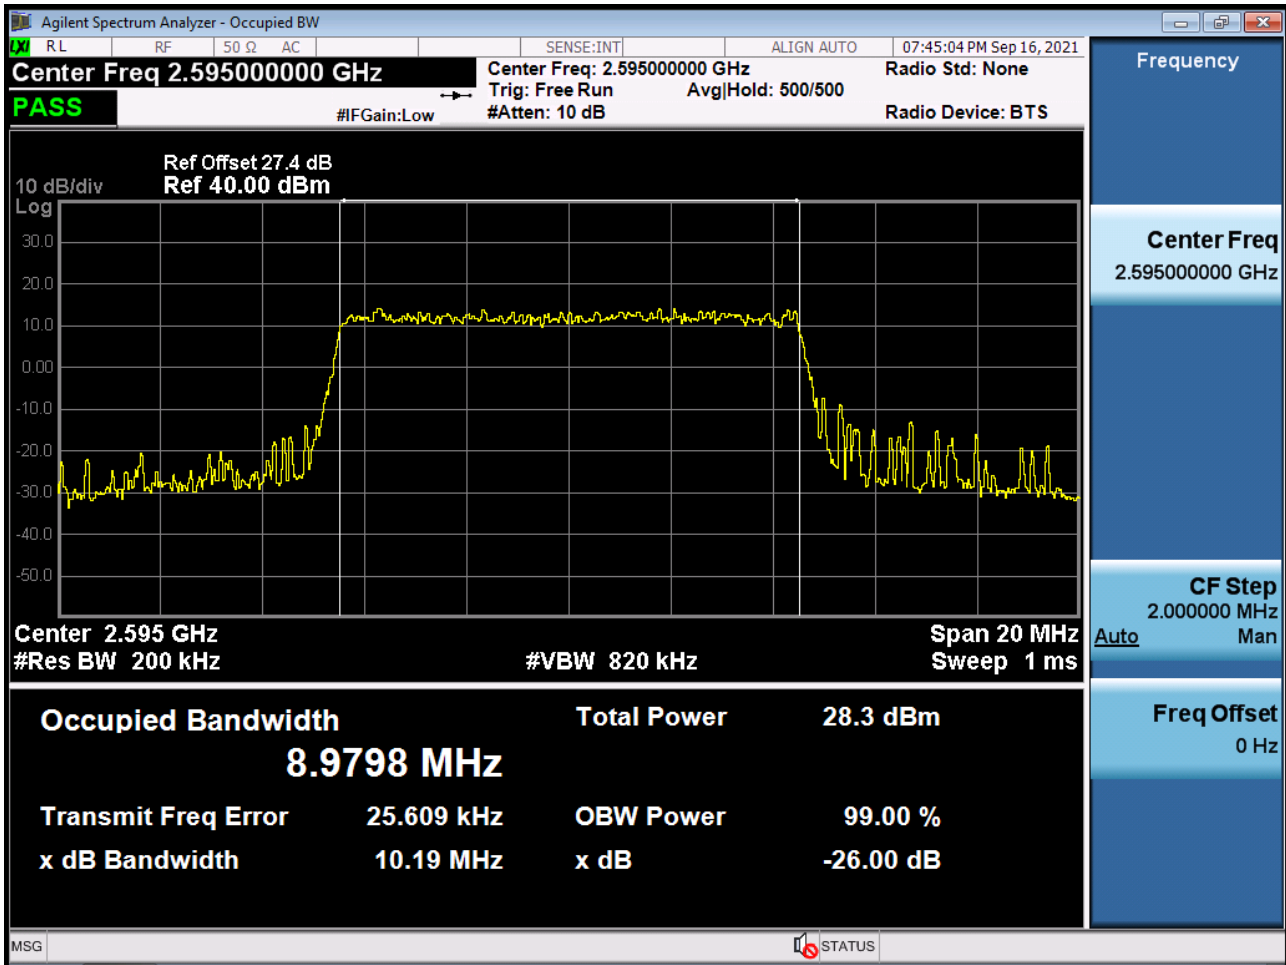 Agilent Spectrum Analyzer - Occupied BW
LXI RL RF 50 Ω AC SENSE:INT ALIGN AUTO 07:45:04 PM Sep 16, 2021
Center Freq 2.595000000 GHz
PASS
#IFGain:Low
Center Freq: 2.595000000 GHz
Trig: Free Run Avg|Hold: 500/500
#Atten: 10 dB
Radio Std: None
Radio Device: BTS
Ref Offset 27.4 dB
10 dB/div Ref 40.00 dBm
Log
30.0
20.0
10.0
0.00
-10.0
-20.0
-30.0
-40.0
-50.0
Center 2.595 GHz Span 20 MHz
#Res BW 200 kHz #VBW 820 kHz Sweep 1 ms
Occupied Bandwidth Total Power 28.3 dBm
8.9798 MHz
Transmit Freq Error 25.609 kHz OBW Power 99.00 %
x dB Bandwidth 10.19 MHz x dB -26.00 dB
Frequency
Center Freq
2.595000000 GHz
CF Step
2.000000 MHz
Auto Man
Freq Offset
0 Hz
MSG STATUS